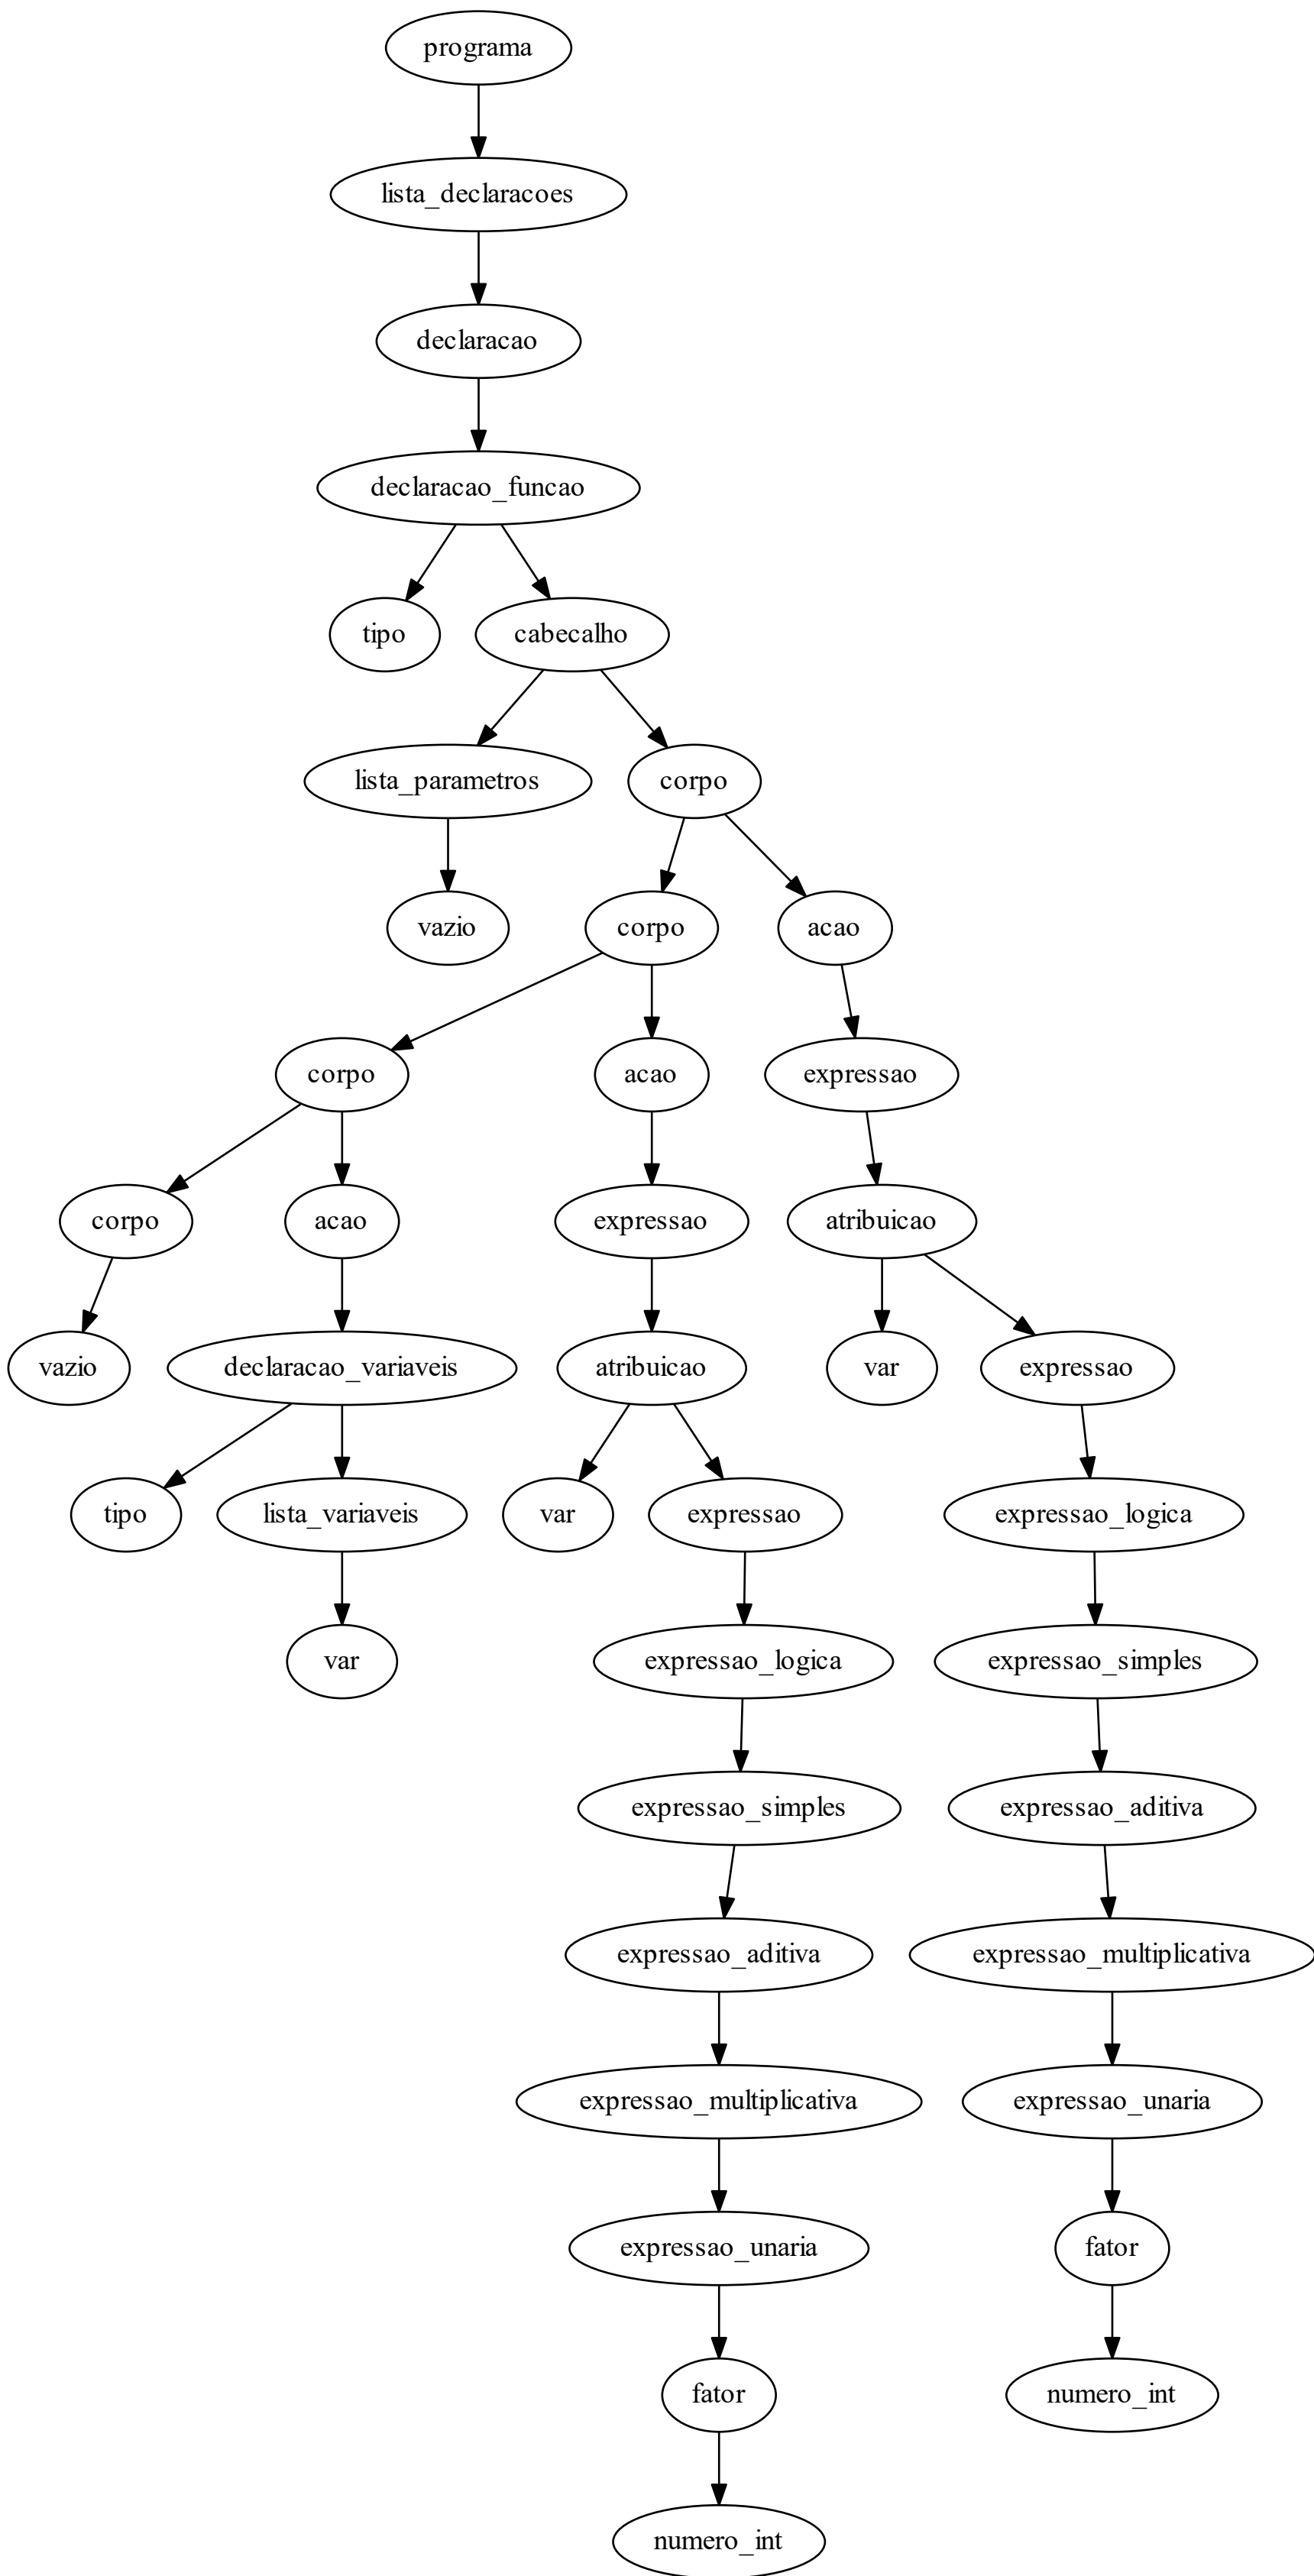 programa
lista_declaracoes
declaracao
declaracao_funcao
tipo
cabecalho
lista_parametros
corpo
vazio
corpo
acao
corpo
acao
expressao
corpo
acao
expressao
atribuicao
vazio
declaracao_variaveis
atribuicao
var
expressao
tipo
lista_variaveis
var
expressao
expressao_logica
var
expressao_logica
expressao_simples
expressao_simples
expressao_aditiva
expressao_aditiva
expressao_multiplicativa
expressao_multiplicativa
expressao_unaria
expressao_unaria
fator
fator
numero_int
numero_int